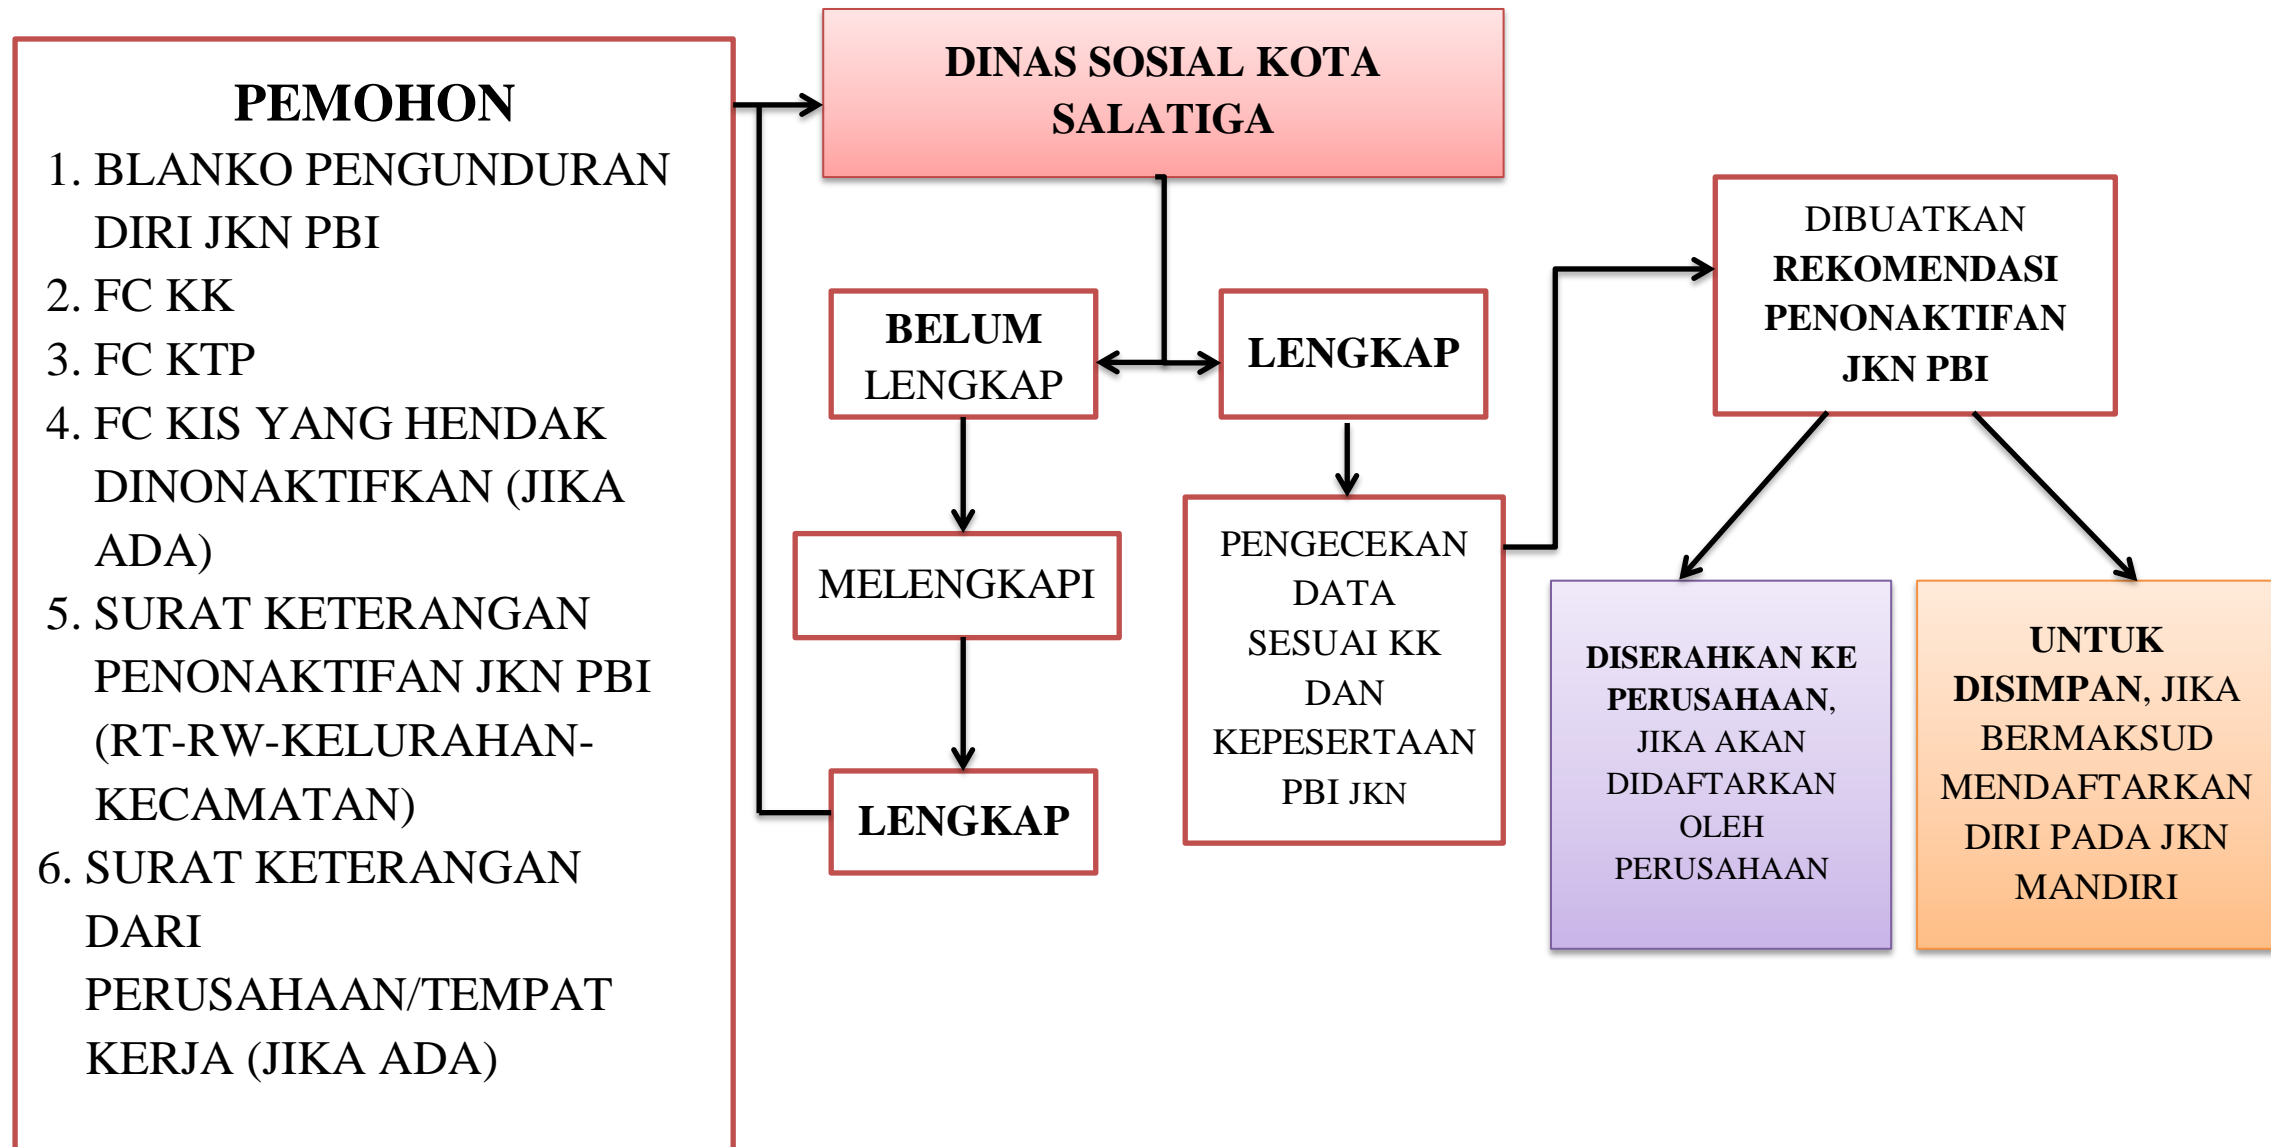 PEMOHON
1. BLANKO PENGUNDURAN
DIRI JKN PBI
2. FC KK
3. FC KTP
4. FC KIS YANG HENDAK
DINONAKTIFKAN (JIKA
ADA)
5. SURAT KETERANGAN
PENONAKTIFAN JKN PBI
(RT-RW-KELURAHAN-
KECAMATAN)
6. SURAT KETERANGAN
DARI
PERUSAHAAN/TEMPAT
KERJA (JIKA ADA)
DINAS SOSIAL KOTA
SALATIGA
BELUM
LENGKAP
MELENGKAPI
LENGKAP
LENGKAP
PENGECEKAN
DATA
SESUAI KK
DAN
KEPESERTAAN
PBI JKN
DIBUATKAN
REKOMENDASI
PENONAKTIFAN
JKN PBI
DISERAHKAN KE
PERUSAHAAN,
JIKA AKAN
DIDAFTARKAN
OLEH
PERUSAHAAN
UNTUK
DISIMPAN, JIKA
BERMAKSUD
MENDAFTARKAN
DIRI PADA JKN
MANDIRI